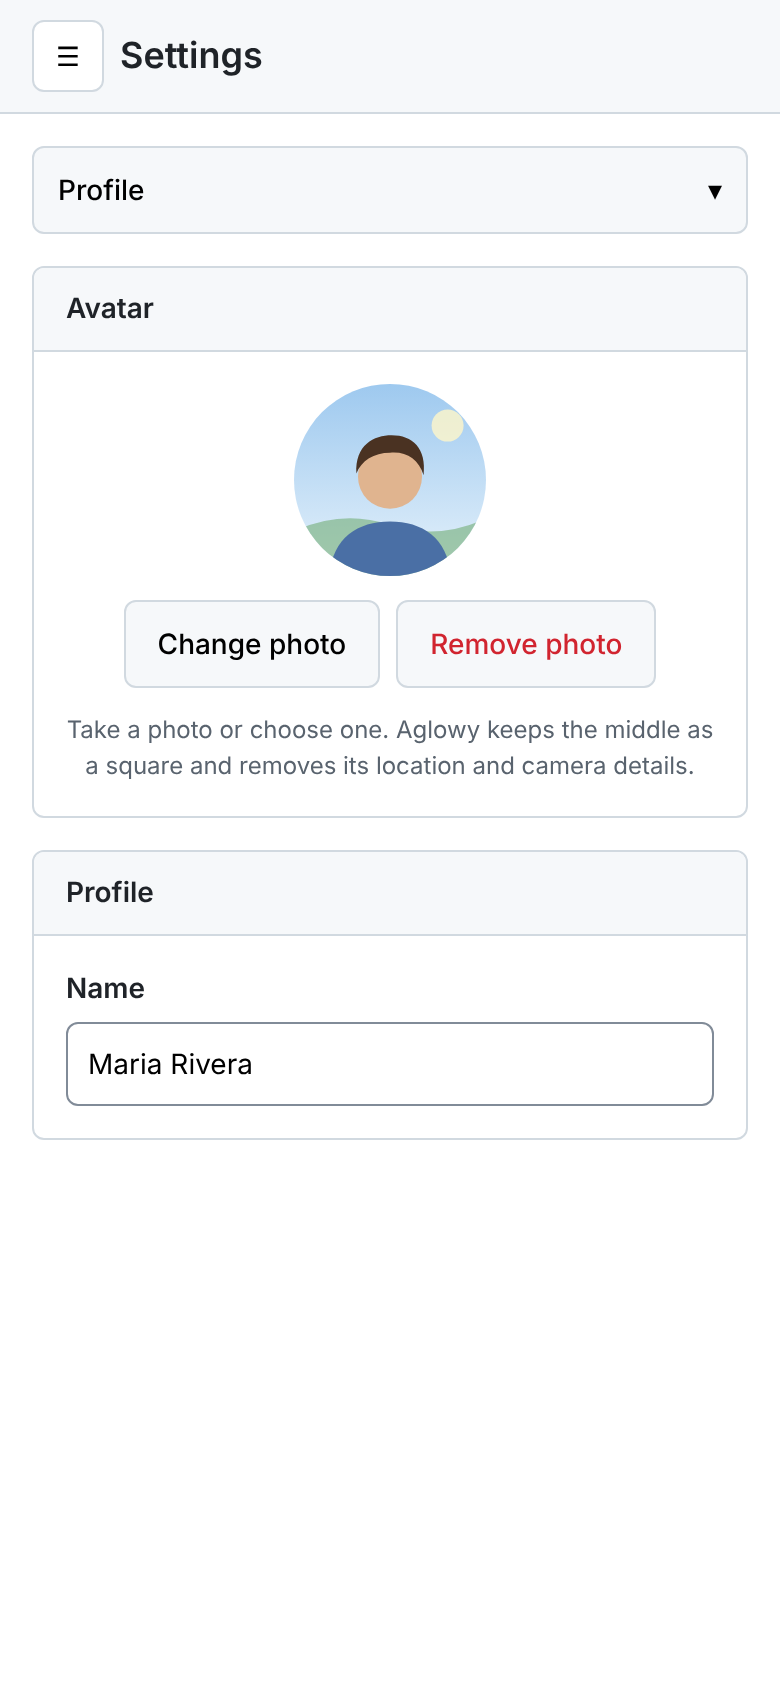 ☰ Settings
Profile ▼
Avatar
Change photo Remove photo
Take a photo or choose one. Aglowy keeps the middle as
a square and removes its location and camera details.
Profile
Name
Maria Rivera